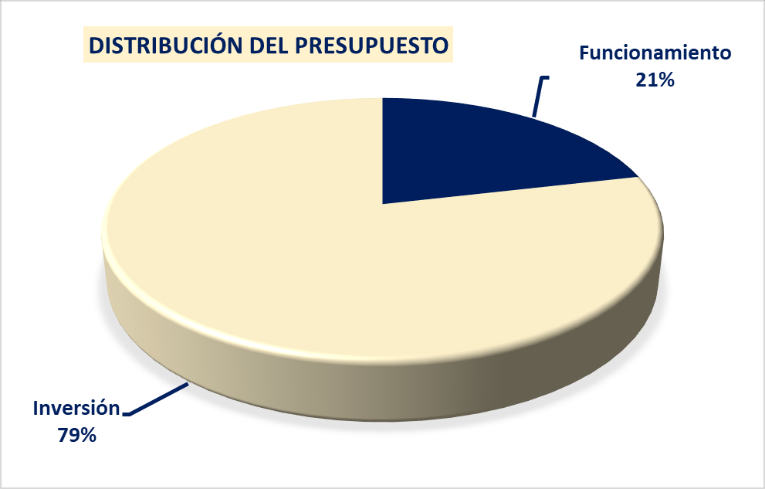 DISTRIBUCIÓN DEL PRESUPUESTO
Funcionamiento
21%
Inversión
79%